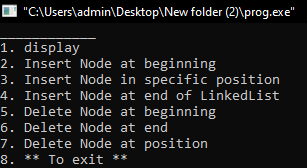 "C:\Users\admin\Desktop\New folder (2)\prog.exe"
1. display
2. Insert Node at beginning
3. Insert Node in specific position
4. Insert Node at end of LinkedList
5. Delete Node at beginning
6. Delete Node at end
7. Delete Node at position
8. ** To exit **